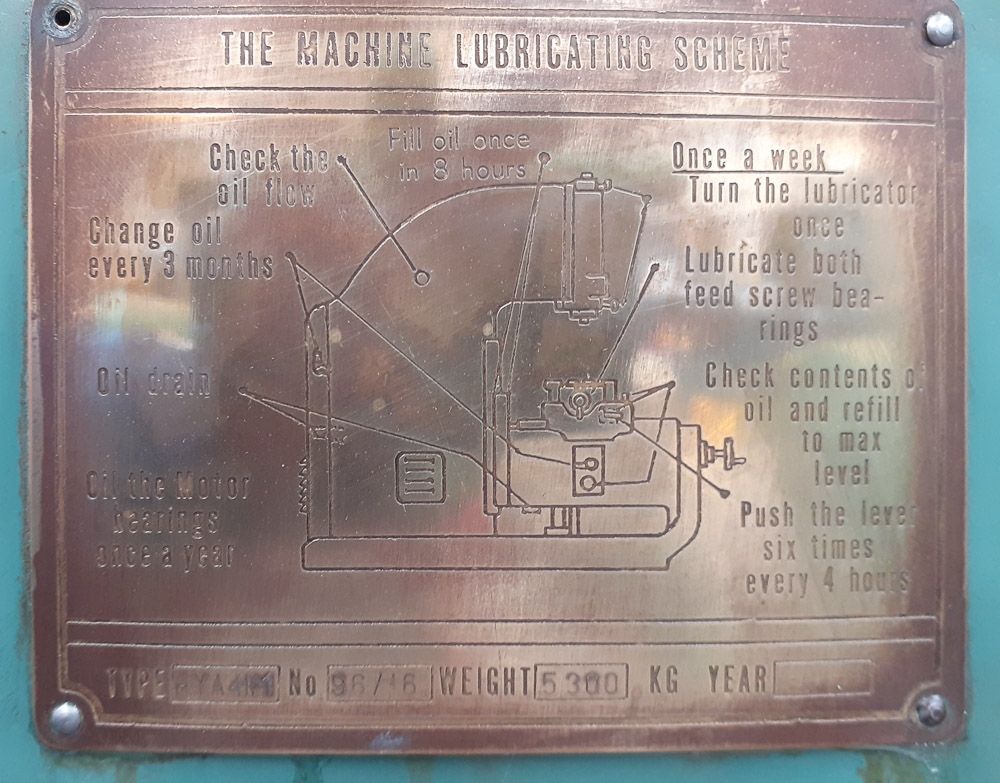 THE MACHINE LUBRICATING SCHEME
Check the
oil flow
Fill oil once
in 8 hours
Once a week
Turn the lubricator
once
Change oil
every 3 months
Lubricate both
feed screw bea-
rings
Oil drain
Check contents of
oil and refill
to max
level
Oil the Motor
bearings
once a year
Push the lever
six times
every 4 hours
TYPE No WEIGHT 5300 KG YEAR